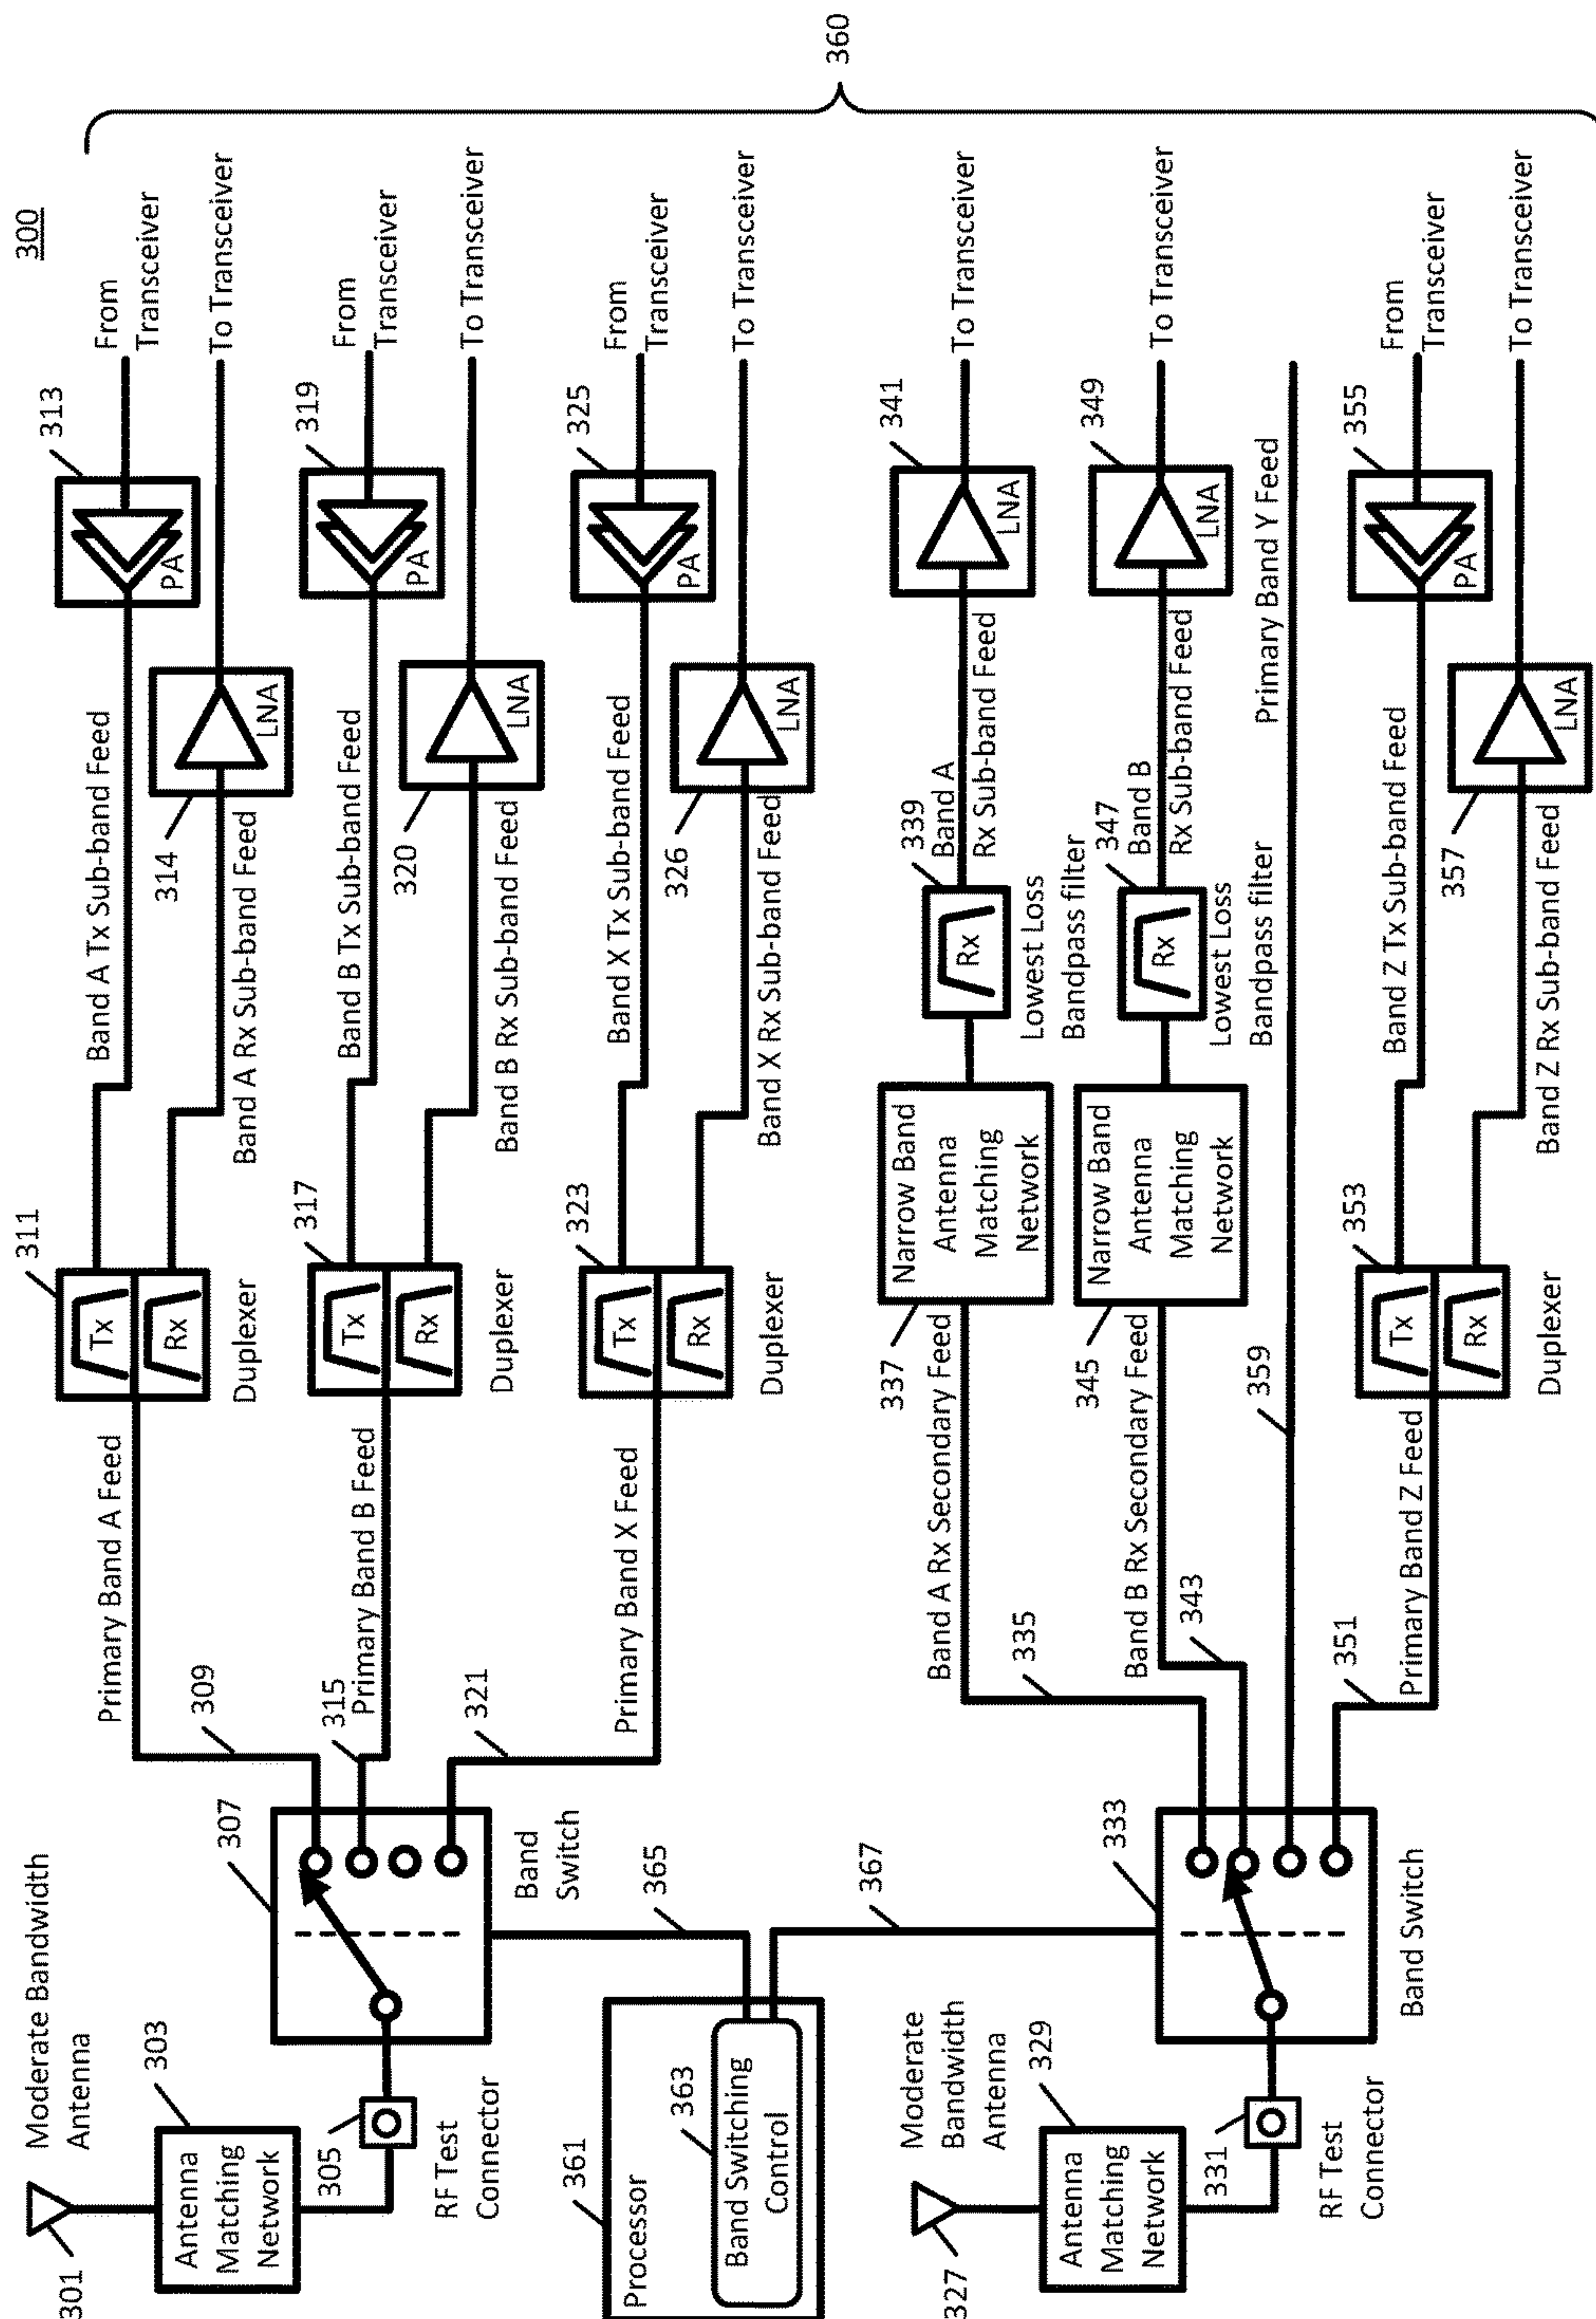 300
Moderate Bandwidth
Antenna
301
303
Antenna
Matching
Network
305
RF Test
Connector
307
Band
Switch
309
Primary Band A Feed
311
Tx
Rx
Duplexer
Band A Tx Sub-band Feed
313
PA
From
Transceiver
Band A Rx Sub-band Feed
314
LNA
To Transceiver
315
Primary Band B Feed
317
Tx
Rx
Duplexer
Band B Tx Sub-band Feed
319
PA
From
Transceiver
Band B Rx Sub-band Feed
320
LNA
To Transceiver
321
Primary Band X Feed
323
Tx
Rx
Duplexer
Band X Tx Sub-band Feed
325
PA
From
Transceiver
Band X Rx Sub-band Feed
326
LNA
To Transceiver
360
361
Processor
363
Band Switching
Control
365
367
Moderate
Bandwidth
Antenna
327
329
Antenna
Matching
Network
331
RF Test
Connector
333
Band Switch
335
Band A Rx Secondary Feed
337
Narrow Band
Antenna
Matching
Network
339
Rx
Lowest Loss
Bandpass filter
Band A
Rx Sub-band Feed
341
LNA
To Transceiver
343
Band B Rx Secondary Feed
345
Narrow Band
Antenna
Matching
Network
347
Rx
Lowest Loss
Bandpass filter
Band B
Rx Sub-band Feed
349
LNA
To Transceiver
359
Primary Band Y Feed
351
Primary Band Z Feed
353
Tx
Rx
Duplexer
Band Z Tx Sub-band Feed
355
PA
From
Transceiver
Band Z Rx Sub-band Feed
357
LNA
To Transceiver